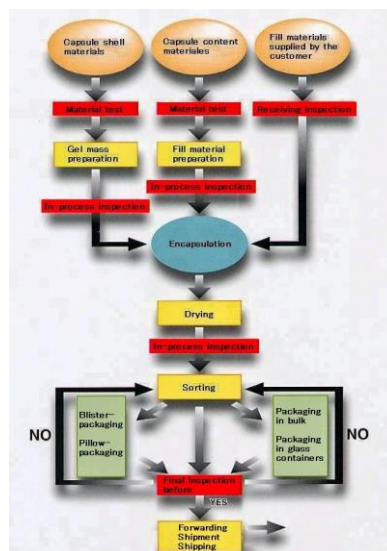 Capsule shell
materials
Capsule content
materiales
Fill materials
supplied by the
customer
Material test
Material test
Receiving inspection
Gel mass
preparation
Fill material
preparation
In-process inspection
In-process inspection
Encapsulation
Drying
In-process inspection
Sorting
Blister-
packaging
Pillow-
packaging
Packaging
in bulk
Packaging
in glass
containers
NO
NO
Final inspection
before
YES
Forwarding
Shipment
Shipping